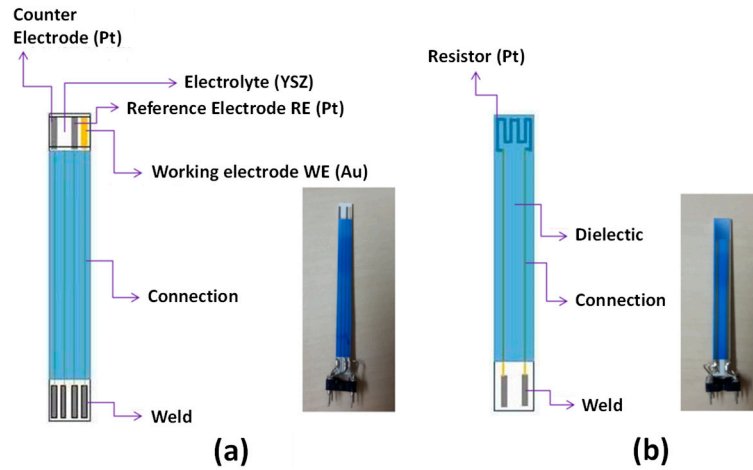 Counter
Electrode (Pt)
Electrolyte (YSZ)
Reference Electrode RE (Pt)
Working electrode WE (Au)
Connection
Weld
(a)
Resistor (Pt)
Dielectic
Connection
Weld
(b)